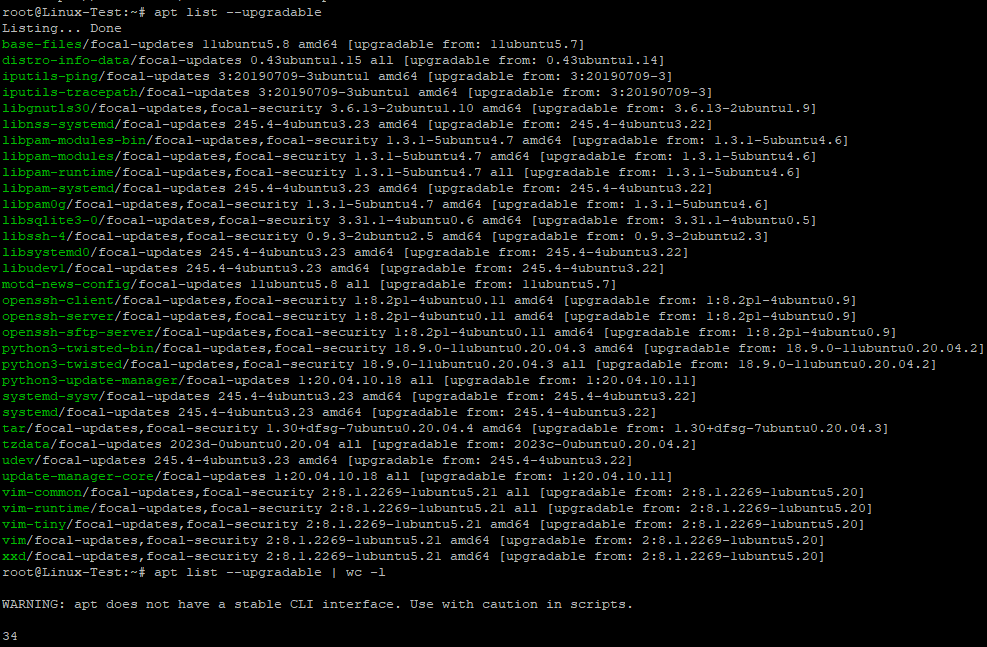 root@Linux-Test:~# apt list --upgradable
Listing... Done
base-files/focal-updates 11ubuntu5.8 amd64 [upgradable from: 11ubuntu5.7]
distro-info-data/focal-updates 0.43ubuntu1.15 all [upgradable from: 0.43ubuntu1.14]
iputils-ping/focal-updates 3:20190709-3ubuntu1 amd64 [upgradable from: 3:20190709-3]
iputils-tracepath/focal-updates 3:20190709-3ubuntu1 amd64 [upgradable from: 3:20190709-3]
libgnutls30/focal-updates,focal-security 3.6.13-2ubuntu1.10 amd64 [upgradable from: 3.6.13-2ubuntu1.9]
libnss-systemd/focal-updates 245.4-4ubuntu3.23 amd64 [upgradable from: 245.4-4ubuntu3.22]
libpam-modules-bin/focal-updates,focal-security 1.3.1-5ubuntu4.7 amd64 [upgradable from: 1.3.1-5ubuntu4.6]
libpam-modules/focal-updates,focal-security 1.3.1-5ubuntu4.7 amd64 [upgradable from: 1.3.1-5ubuntu4.6]
libpam-runtime/focal-updates,focal-security 1.3.1-5ubuntu4.7 all [upgradable from: 1.3.1-5ubuntu4.6]
libpam-systemd/focal-updates 245.4-4ubuntu3.23 amd64 [upgradable from: 245.4-4ubuntu3.22]
libpam0g/focal-updates,focal-security 1.3.1-5ubuntu4.7 amd64 [upgradable from: 1.3.1-5ubuntu4.6]
libsqlite3-0/focal-updates,focal-security 3.31.1-4ubuntu0.6 amd64 [upgradable from: 3.31.1-4ubuntu0.5]
libssh-4/focal-updates,focal-security 0.9.3-2ubuntu2.5 amd64 [upgradable from: 0.9.3-2ubuntu2.3]
libsystemd0/focal-updates 245.4-4ubuntu3.23 amd64 [upgradable from: 245.4-4ubuntu3.22]
libudev1/focal-updates 245.4-4ubuntu3.23 amd64 [upgradable from: 245.4-4ubuntu3.22]
motd-news-config/focal-updates 11ubuntu5.8 all [upgradable from: 11ubuntu5.7]
openssh-client/focal-updates,focal-security 1:8.2p1-4ubuntu0.11 amd64 [upgradable from: 1:8.2p1-4ubuntu0.9]
openssh-server/focal-updates,focal-security 1:8.2p1-4ubuntu0.11 amd64 [upgradable from: 1:8.2p1-4ubuntu0.9]
openssh-sftp-server/focal-updates,focal-security 1:8.2p1-4ubuntu0.11 amd64 [upgradable from: 1:8.2p1-4ubuntu0.9]
python3-twisted-bin/focal-updates,focal-security 18.9.0-11ubuntu0.20.04.3 amd64 [upgradable from: 18.9.0-11ubuntu0.20.04.2]
python3-twisted/focal-updates,focal-security 18.9.0-11ubuntu0.20.04.3 all [upgradable from: 18.9.0-11ubuntu0.20.04.2]
python3-update-manager/focal-updates 1:20.04.10.18 all [upgradable from: 1:20.04.10.11]
systemd-sysv/focal-updates 245.4-4ubuntu3.23 amd64 [upgradable from: 245.4-4ubuntu3.22]
systemd/focal-updates 245.4-4ubuntu3.23 amd64 [upgradable from: 245.4-4ubuntu3.22]
tar/focal-updates,focal-security 1.30+dfsg-7ubuntu0.20.04.4 amd64 [upgradable from: 1.30+dfsg-7ubuntu0.20.04.3]
tzdata/focal-updates 2023d-0ubuntu0.20.04 all [upgradable from: 2023c-0ubuntu0.20.04.2]
udev/focal-updates 245.4-4ubuntu3.23 amd64 [upgradable from: 245.4-4ubuntu3.22]
update-manager-core/focal-updates 1:20.04.10.18 all [upgradable from: 1:20.04.10.11]
vim-common/focal-updates,focal-security 2:8.1.2269-1ubuntu5.21 all [upgradable from: 2:8.1.2269-1ubuntu5.20]
vim-runtime/focal-updates,focal-security 2:8.1.2269-1ubuntu5.21 all [upgradable from: 2:8.1.2269-1ubuntu5.20]
vim-tiny/focal-updates,focal-security 2:8.1.2269-1ubuntu5.21 amd64 [upgradable from: 2:8.1.2269-1ubuntu5.20]
vim/focal-updates,focal-security 2:8.1.2269-1ubuntu5.21 amd64 [upgradable from: 2:8.1.2269-1ubuntu5.20]
xxd/focal-updates,focal-security 2:8.1.2269-1ubuntu5.21 amd64 [upgradable from: 2:8.1.2269-1ubuntu5.20]
root@Linux-Test:~# apt list --upgradable | wc -l
WARNING: apt does not have a stable CLI interface. Use with caution in scripts.
34